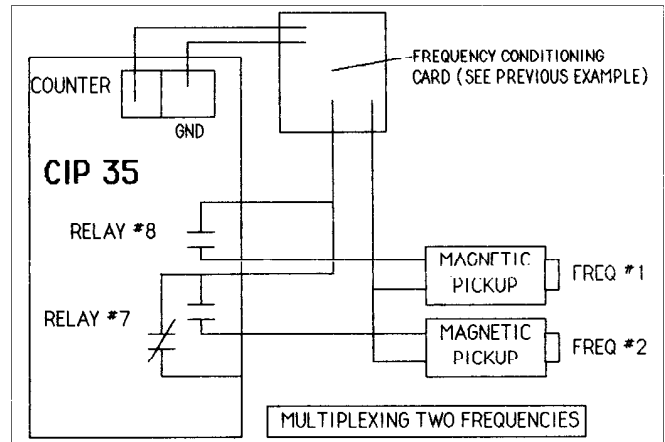 COUNTER
GND
FREQUENCY CONDITIONING
CARD (SEE PREVIOUS EXAMPLE)
CIP 35
RELAY #8
MAGNETIC
PICKUP
FREQ #1
RELAY #7
MAGNETIC
PICKUP
FREQ #2
MULTIPLEXING TWO FREQUENCIES